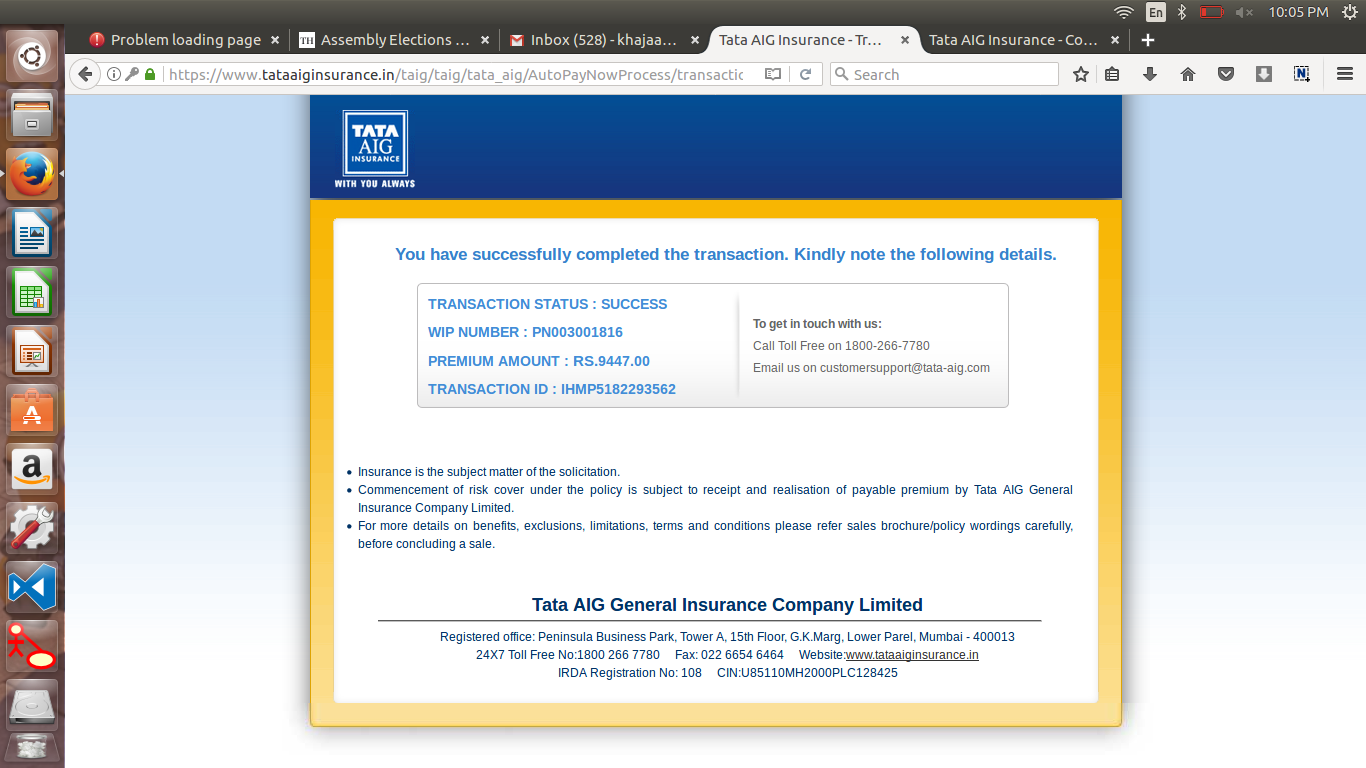 En
10:05 PM
Problem loading page
TH Assembly Elections ...
Inbox (528) - khajaa...
Tata AIG Insurance - Tr...
Tata AIG Insurance - Co...
https://www.tataaiginsurance.in/taig/taig/tata_aig/AutoPayNowProcess/transactic
Search
N
TATA
AIG
INSURANCE
WITH YOU ALWAYS
You have successfully completed the transaction. Kindly note the following details.
TRANSACTION STATUS : SUCCESS
WIP NUMBER : PN003001816
PREMIUM AMOUNT : RS.9447.00
TRANSACTION ID : IHMP5182293562
To get in touch with us:
Call Toll Free on 1800-266-7780
Email us on customersupport@tata-aig.com
Insurance is the subject matter of the solicitation.
Commencement of risk cover under the policy is subject to receipt and realisation of payable premium by Tata AIG General
Insurance Company Limited.
For more details on benefits, exclusions, limitations, terms and conditions please refer sales brochure/policy wordings carefully,
before concluding a sale.
Tata AIG General Insurance Company Limited
Registered office: Peninsula Business Park, Tower A, 15th Floor, G.K.Marg, Lower Parel, Mumbai - 400013
24X7 Toll Free No:1800 266 7780 Fax: 022 6654 6464 Website:www.tataaiginsurance.in
IRDA Registration No: 108 CIN:U85110MH2000PLC128425